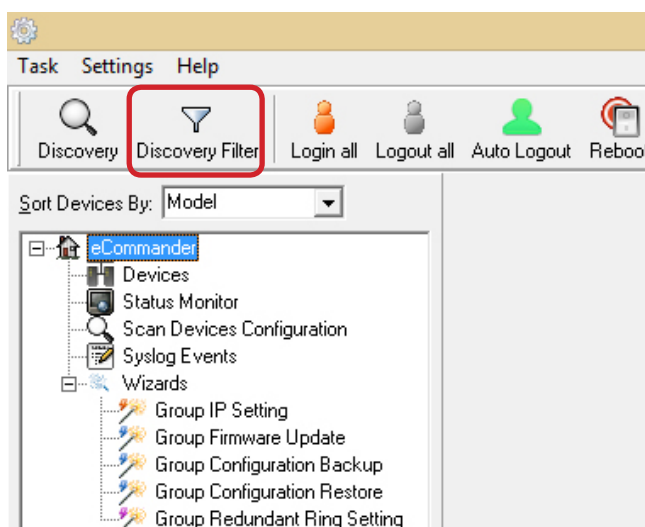 Task Settings Help
Discovery Discovery Filter Login all Logout all Auto Logout Reboo
Sort Devices By: Model
eCommander
Devices
Status Monitor
Scan Devices Configuration
Syslog Events
Wizards
Group IP Setting
Group Firmware Update
Group Configuration Backup
Group Configuration Restore
Group Redundant Ring Setting